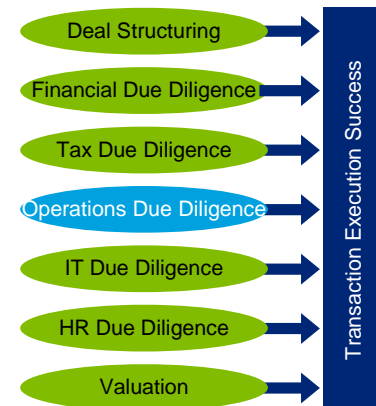 Deal Structuring
Financial Due Diligence
Tax Due Diligence
Operations Due Diligence
IT Due Diligence
HR Due Diligence
Valuation
Transaction Execution Success